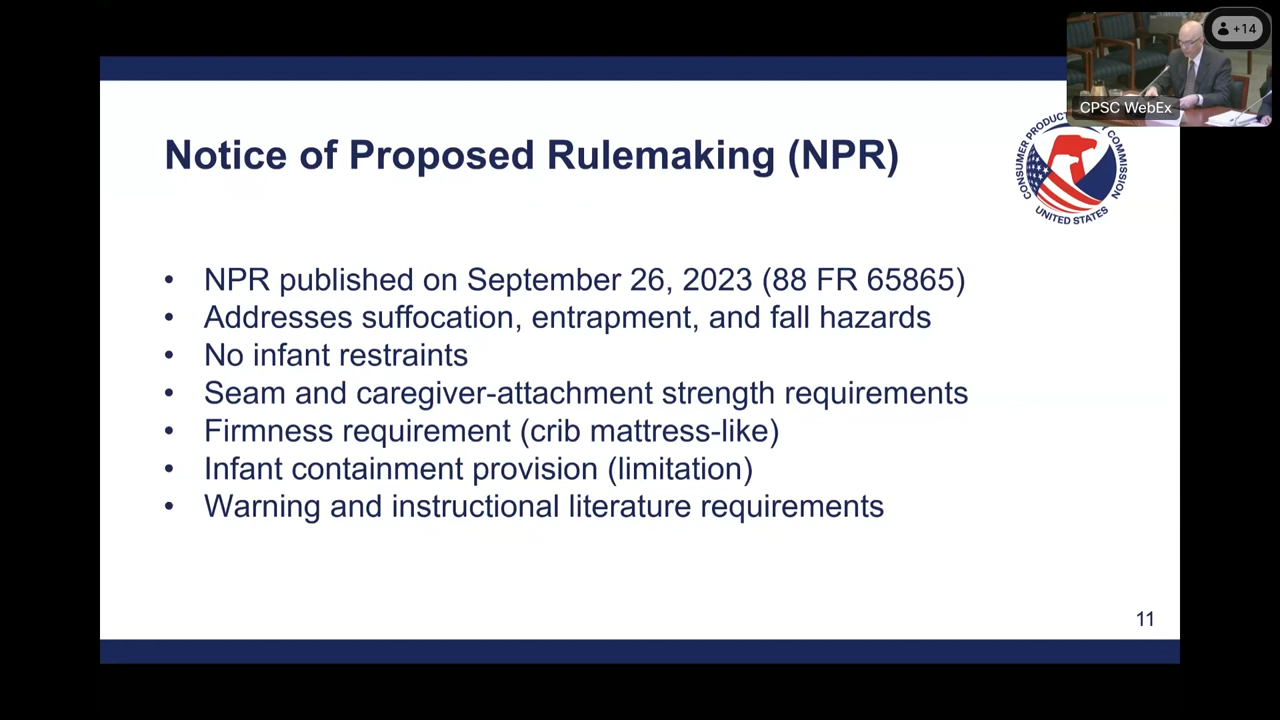 +14
CPSC WebEx
Notice of Proposed Rulemaking (NPR)
CONSUMER PRODUCT COMMISSION
UNITED STATES
• NPR published on September 26, 2023 (88 FR 65865)
• Addresses suffocation, entrapment, and fall hazards
• No infant restraints
• Seam and caregiver-attachment strength requirements
• Firmness requirement (crib mattress-like)
• Infant containment provision (limitation)
• Warning and instructional literature requirements
11